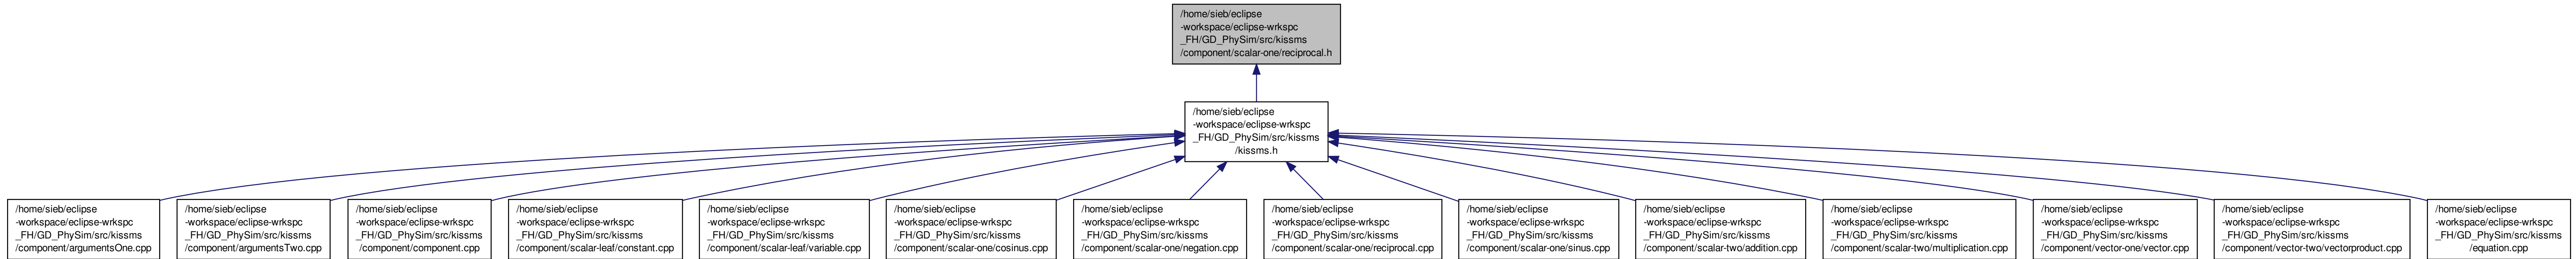 /home/sieb/eclipse
-workspace/eclipse-wrkspc
_FH/GD_PhySim/src/kissms
/component/scalar-one/reciprocal.h
/home/sieb/eclipse
-workspace/eclipse-wrkspc
_FH/GD_PhySim/src/kissms
/kissms.h
/home/sieb/eclipse
-workspace/eclipse-wrkspc
_FH/GD_PhySim/src/kissms
/component/argumentsOne.cpp
/home/sieb/eclipse
-workspace/eclipse-wrkspc
_FH/GD_PhySim/src/kissms
/component/argumentsTwo.cpp
/home/sieb/eclipse
-workspace/eclipse-wrkspc
_FH/GD_PhySim/src/kissms
/component/component.cpp
/home/sieb/eclipse
-workspace/eclipse-wrkspc
_FH/GD_PhySim/src/kissms
/component/scalar-leaf/constant.cpp
/home/sieb/eclipse
-workspace/eclipse-wrkspc
_FH/GD_PhySim/src/kissms
/component/scalar-leaf/variable.cpp
/home/sieb/eclipse
-workspace/eclipse-wrkspc
_FH/GD_PhySim/src/kissms
/component/scalar-one/cosinus.cpp
/home/sieb/eclipse
-workspace/eclipse-wrkspc
_FH/GD_PhySim/src/kissms
/component/scalar-one/negation.cpp
/home/sieb/eclipse
-workspace/eclipse-wrkspc
_FH/GD_PhySim/src/kissms
/component/scalar-one/reciprocal.cpp
/home/sieb/eclipse
-workspace/eclipse-wrkspc
_FH/GD_PhySim/src/kissms
/component/scalar-one/sinus.cpp
/home/sieb/eclipse
-workspace/eclipse-wrkspc
_FH/GD_PhySim/src/kissms
/component/scalar-two/addition.cpp
/home/sieb/eclipse
-workspace/eclipse-wrkspc
_FH/GD_PhySim/src/kissms
/component/scalar-two/multiplication.cpp
/home/sieb/eclipse
-workspace/eclipse-wrkspc
_FH/GD_PhySim/src/kissms
/component/vector-one/vector.cpp
/home/sieb/eclipse
-workspace/eclipse-wrkspc
_FH/GD_PhySim/src/kissms
/component/vector-two/vectorproduct.cpp
/home/sieb/eclipse
-workspace/eclipse-wrkspc
_FH/GD_PhySim/src/kissms
/equation.cpp